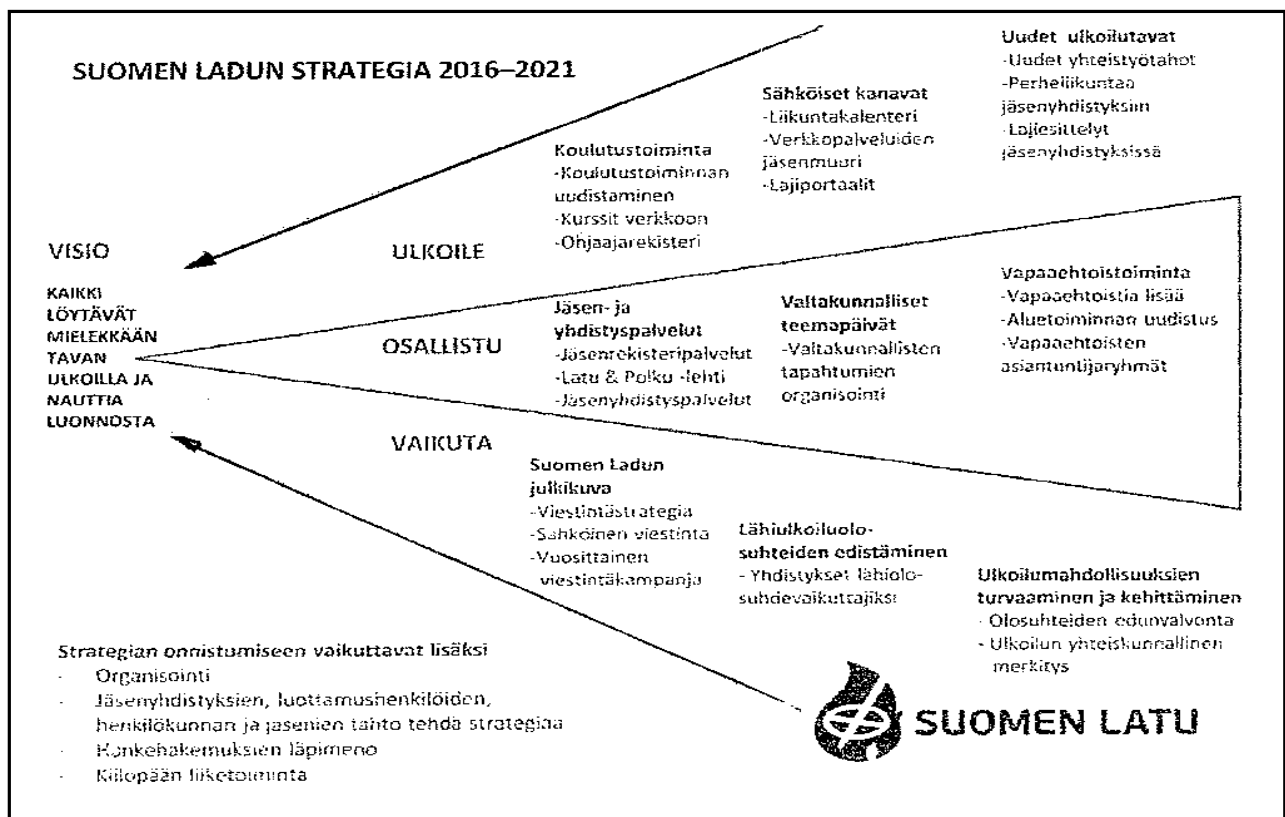 SUOMEN LADUN STRATEGIA 2016–2021
VISIO
KAIKKI
LÖYTÄVÄT
MIELEKKÄÄN
TAVAN
ULKOILLA JA
NAUTTIA
LUONNOSTA
ULKOILE
Koulutustoiminta
-Koulutustoiminnan
uudistaminen
-Kurssit verkkoon
-Ohjaajarekisteri
Sähköiset kanavat
-Liikuntakalenteri
-Verkkopalveluiden
jäsenmuuri
-Lajiportaalit
Uudet ulkoilutavat
-Uudet yhteistyötahot
-Perheliikuntaa
jäsenyhdistyksiin
-Lajiesittelyt
jäsenyhdistyksissä
OSALLISTU
Jäsen- ja
yhdistyspalvelut
-Jäsenrekisteripalvelut
-Latu & Polku -lehti
-Jäsenyhdistyspalvelut
Valtakunnalliset
teemapäivät
-Valtakunnallisten
tapahtumien
organisointi
Vapaaehtoistoiminta
-Vapaaehtoistia lisää
-Aluetoiminnan uudistus
-Vapaaehtoisten
asiantuntijaryhmät
VAIKUTA
Suomen Ladun
julkikuva
-Viestintästrategia
-Sähköinen viestintä
-Vuosittainen
viestintäkampanja
Lähiulkoiluolo-
suhteiden edistäminen
- Yhdistykset lähiolo-
suhdevaikuttajiksi
Ulkoilumahdollisuuksien
turvaaminen ja kehittäminen
- Olosuhteiden edunvalvonta
- Ulkoilun yhteiskunnallinen
merkitys
Strategian onnistumiseen vaikuttavat lisäksi
- Organisointi
- Jäsenyhdistyksien, luottamushenkilöiden,
henkilökunnan ja jäsenien tahto tehdä strategiaa
- Hankehakemuksien läpimeno
- Kiilopään liiketoiminta
SUOMEN LATU